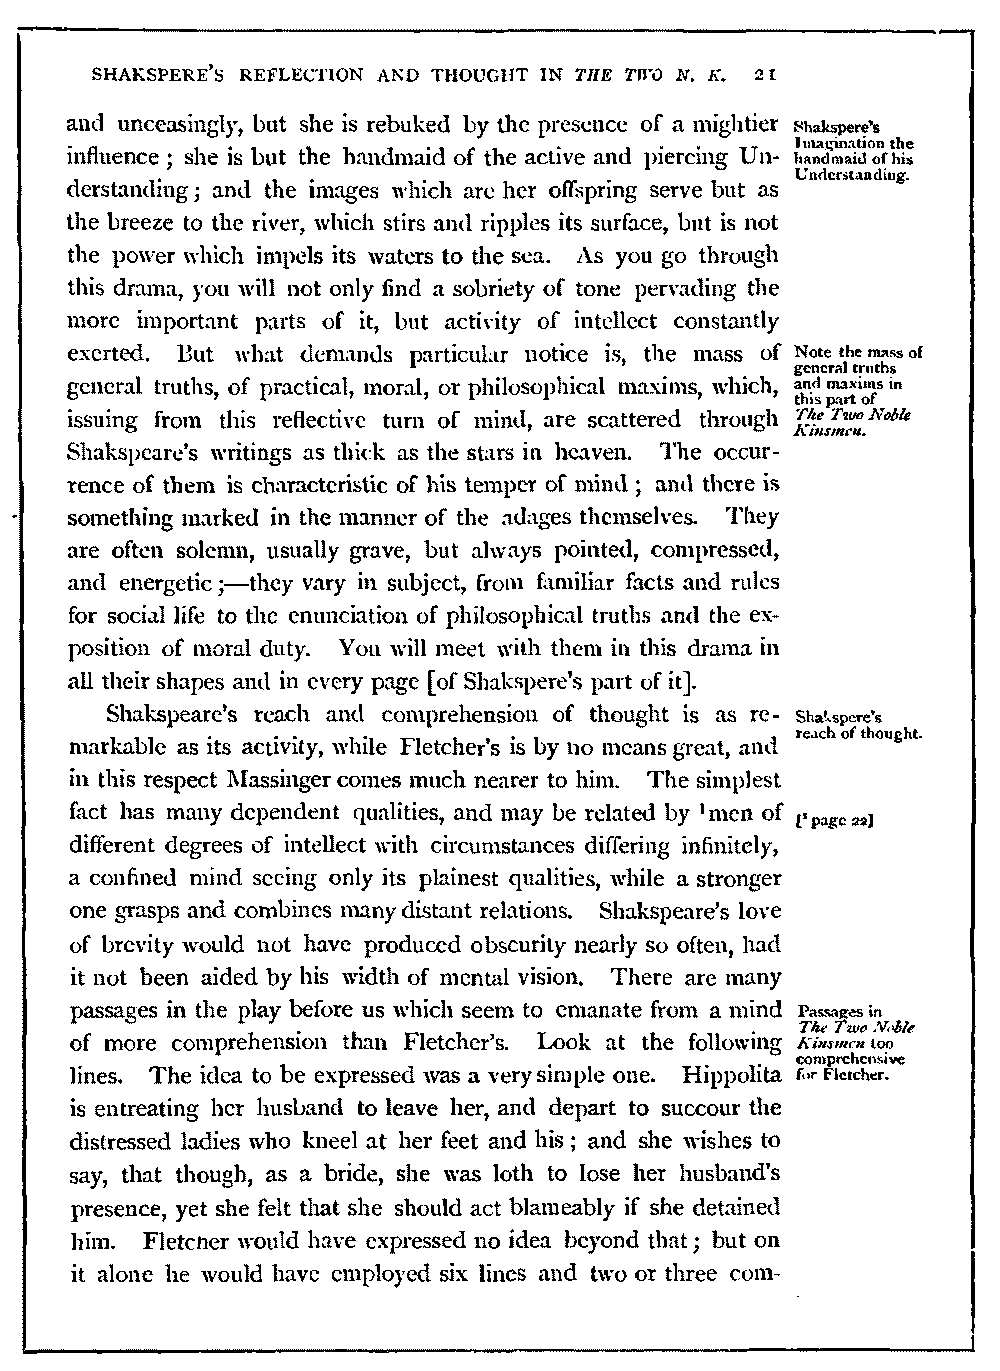 SHAKSPERE'S REFLECTION AND THOUGHT IN THE TWO N. K. 21
and unceasingly, but she is rebuked by the presence of a mightier
influence ; she is but the handmaid of the active and piercing Un-
derstanding ; and the images which are her offspring serve but as
the breeze to the river, which stirs and ripples its surface, but is not
the power which impels its waters to the sea. As you go through
this drama, you will not only find a sobriety of tone pervading the
more important parts of it, but activity of intellect constantly
exerted. But what demands particular notice is, the mass of
general truths, of practical, moral, or philosophical maxims, which,
issuing from this reflective turn of mind, are scattered through
Shakspeare's writings as thick as the stars in heaven. The occur-
rence of them is characteristic of his temper of mind ; and there is
something marked in the manner of the adages themselves. They
are often solemn, usually grave, but always pointed, compressed,
and energetic ;—they vary in subject, from familiar facts and rules
for social life to the enunciation of philosophical truths and the ex-
position of moral duty. You will meet with them in this drama in
all their shapes and in every page [of Shakspere's part of it].
Shakspeare's reach and comprehension of thought is as re-
markable as its activity, while Fletcher's is by no means great, and
in this respect Massinger comes much nearer to him. The simplest
fact has many dependent qualities, and may be related by ¹men of
different degrees of intellect with circumstances differing infinitely,
a confined mind seeing only its plainest qualities, while a stronger
one grasps and combines many distant relations. Shakspeare's love
of brevity would not have produced obscurity nearly so often, had
it not been aided by his width of mental vision. There are many
passages in the play before us which seem to emanate from a mind
of more comprehension than Fletcher's. Look at the following
lines. The idea to be expressed was a very simple one. Hippolita
is entreating her husband to leave her, and depart to succour the
distressed ladies who kneel at her feet and his ; and she wishes to
say, that though, as a bride, she was loth to lose her husband's
presence, yet she felt that she should act blameably if she detained
him. Fletcher would have expressed no idea beyond that ; but on
it alone he would have employed six lines and two or three com-
Shakspere's
Imagination the
handmaid of his
Understanding.
Note the mass of
general truths
and maxims in
this part of
The Two Noble
Kinsmen.
Shakspere's
reach of thought.
[¹ page 22]
Passages in
The Two Noble
Kinsmen too
comprehensive
for Fletcher.